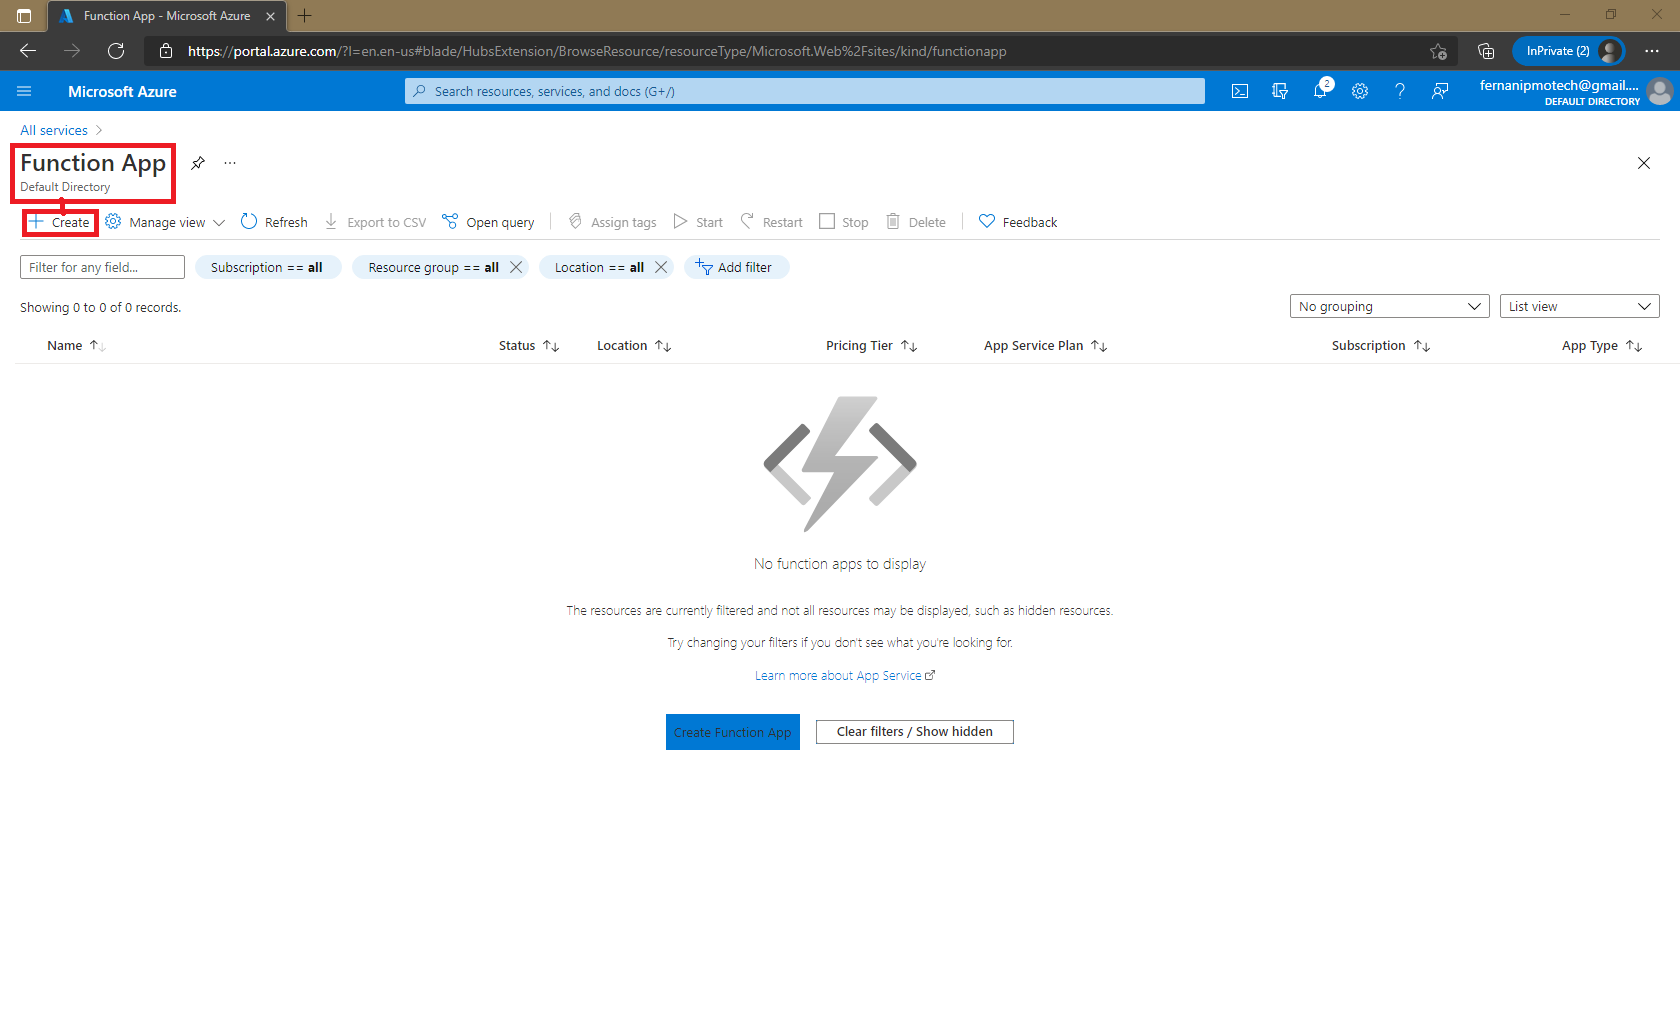 Function App - Microsoft Azure
https://portal.azure.com/?l=en.en-us#blade/HubsExtension/BrowseResource/resourceType/Microsoft.Web%2Fsites/kind/functionapp
InPrivate (2)
Microsoft Azure
Search resources, services, and docs (G+/)
2
fernanipmotech@gmail....
DEFAULT DIRECTORY
All services >
Function App
...
Default Directory
Create
Manage view
Refresh
Export to CSV
Open query
Assign tags
Start
Restart
Stop
Delete
Feedback
Filter for any field...
Subscription == all
Resource group == all
Location == all
Add filter
Showing 0 to 0 of 0 records.
No grouping
List view
Name
Status
Location
Pricing Tier
App Service Plan
Subscription
App Type
No function apps to display
The resources are currently filtered and not all resources may be displayed, such as hidden resources.
Try changing your filters if you don't see what you're looking for.
Learn more about App Service
Create Function App
Clear filters / Show hidden